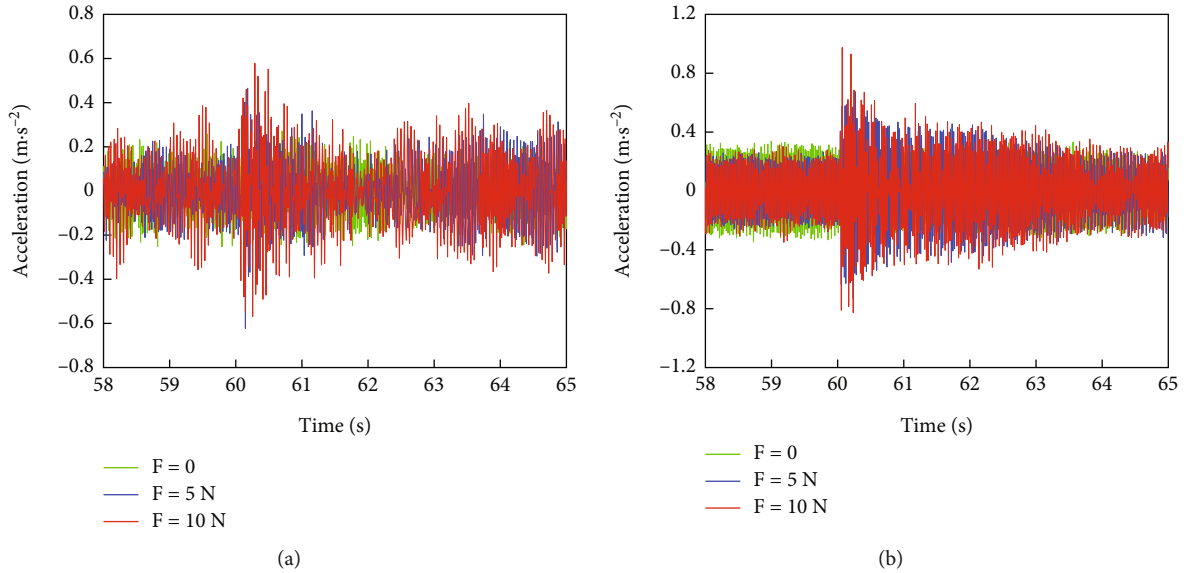 0.8
0.6
0.4
0.2
0
–0.2
–0.4
–0.6
–0.8
Acceleration (m·s⁻²)
58 59 60 61 62 63 64 65
Time (s)
F = 0
F = 5 N
F = 10 N
(a)
1.2
0.8
0.4
0
–0.4
–0.8
–1.2
Acceleration (m·s⁻²)
58 59 60 61 62 63 64 65
Time (s)
F = 0
F = 5 N
F = 10 N
(b)